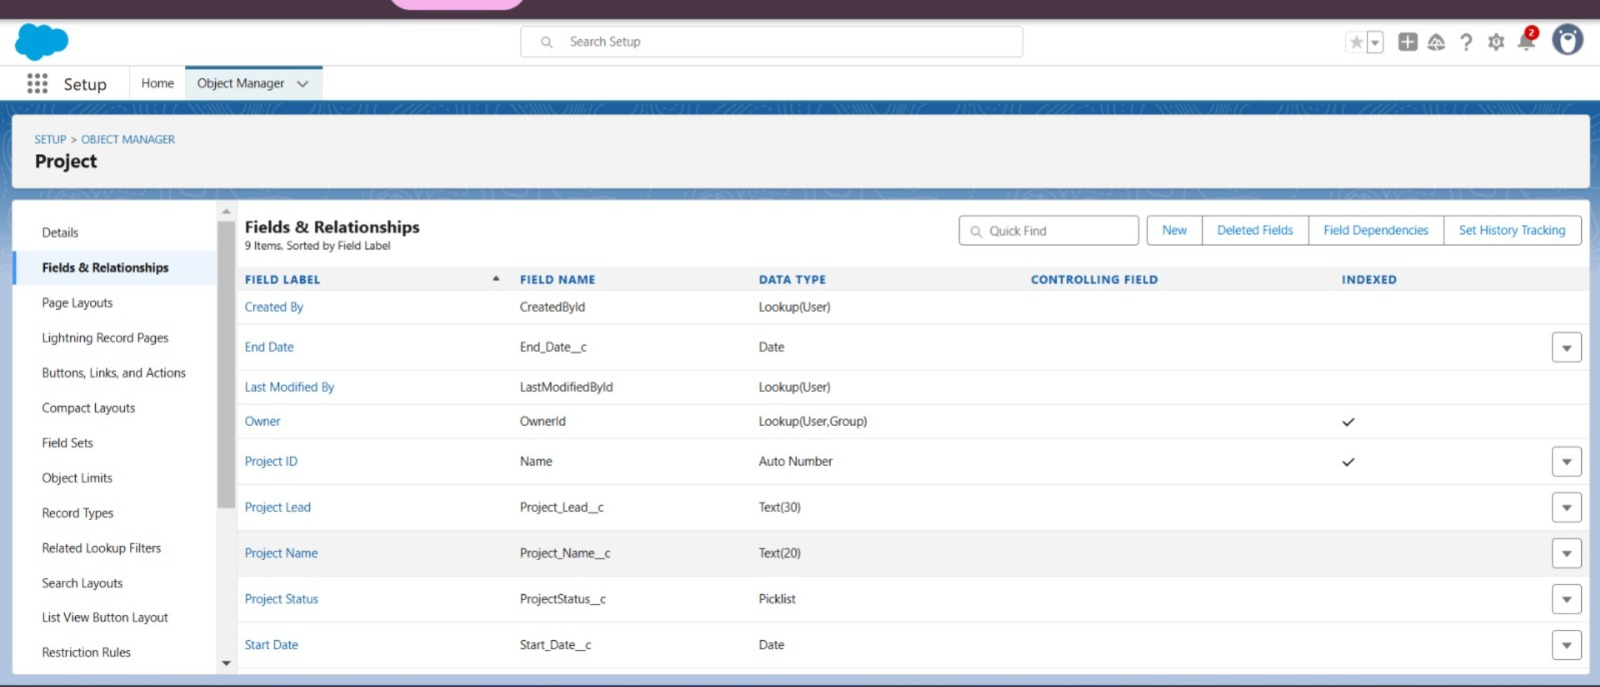 Search Setup
2
Setup
Home
Object Manager
SETUP > OBJECT MANAGER
Project
Details
Fields & Relationships
Page Layouts
Lightning Record Pages
Buttons, Links, and Actions
Compact Layouts
Field Sets
Object Limits
Record Types
Related Lookup Filters
Search Layouts
List View Button Layout
Restriction Rules
Fields & Relationships
9 Items, Sorted by Field Label
Quick Find
New
Deleted Fields
Field Dependencies
Set History Tracking
FIELD LABEL FIELD NAME DATA TYPE CONTROLLING FIELD INDEXED
Created By CreatedById Lookup(User)
End Date End_Date__c Date
Last Modified By LastModifiedById Lookup(User)
Owner OwnerId Lookup(User,Group) ✓
Project ID Name Auto Number ✓
Project Lead Project_Lead__c Text(30)
Project Name Project_Name__c Text(20)
Project Status ProjectStatus__c Picklist
Start Date Start_Date__c Date